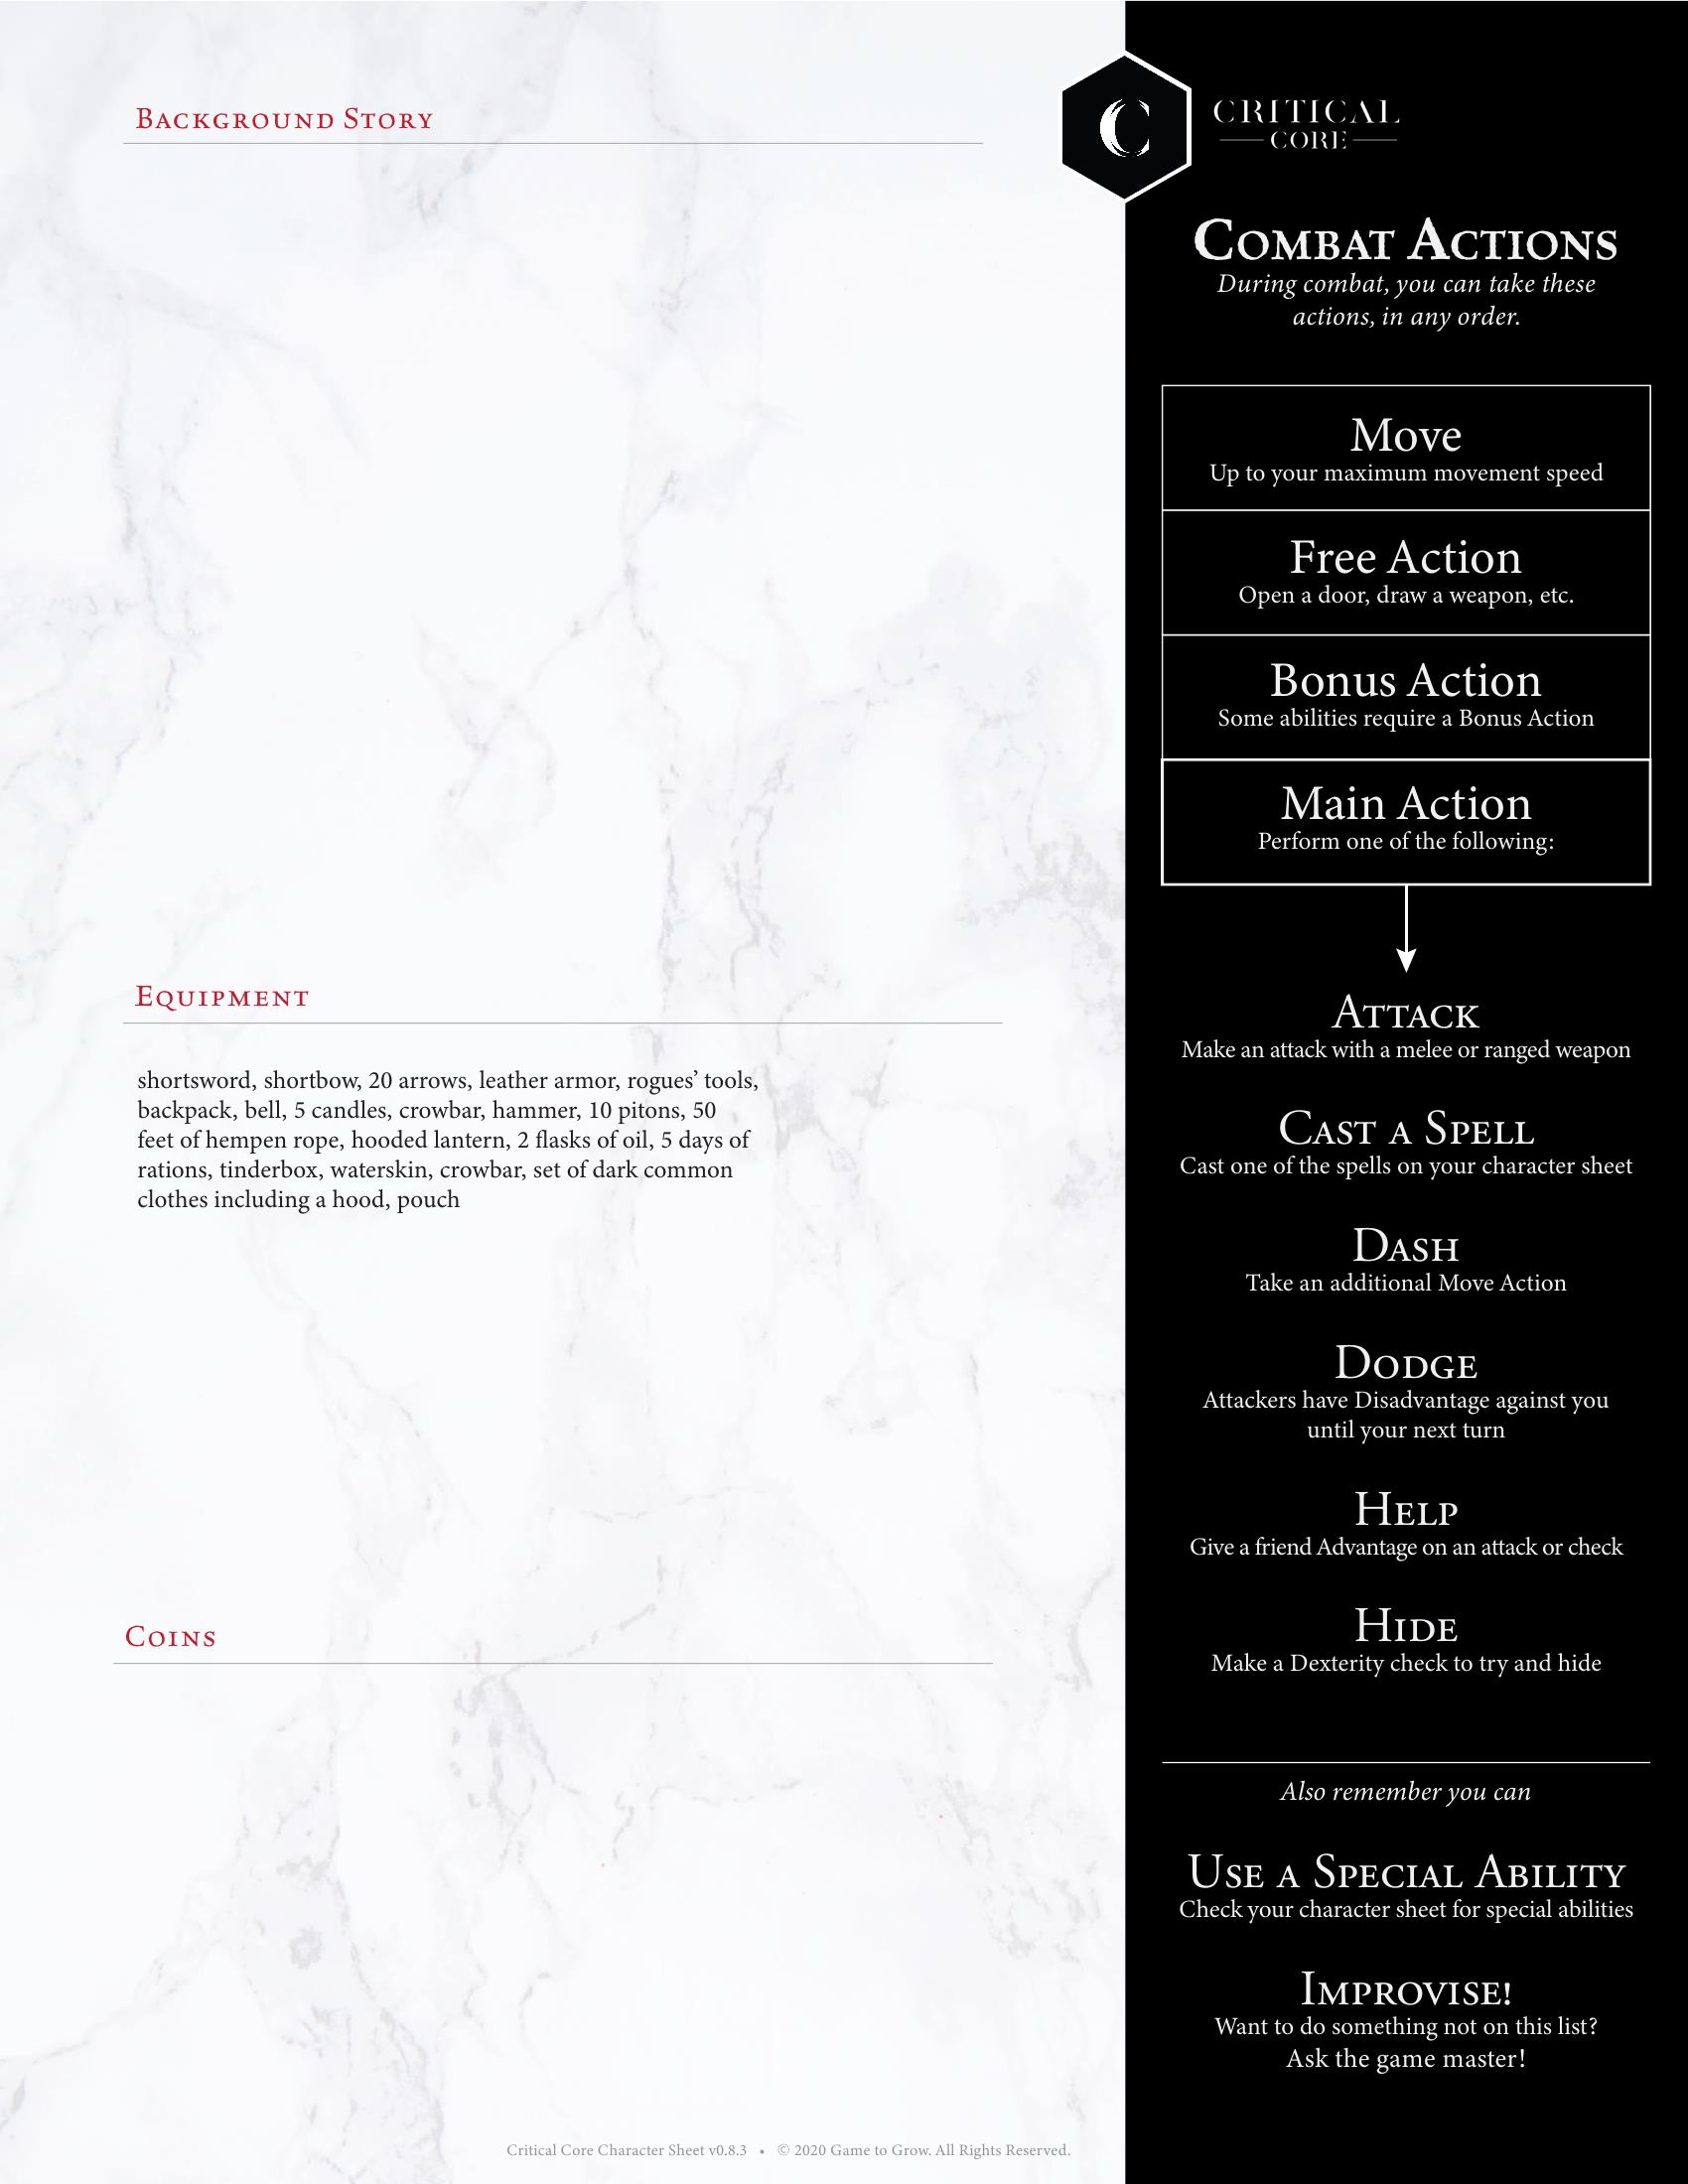 Background Story
Equipment
shortsword, shortbow, 20 arrows, leather armor, rogues’ tools,
backpack, bell, 5 candles, crowbar, hammer, 10 pitons, 50
feet of hempen rope, hooded lantern, 2 flasks of oil, 5 days of
rations, tinderbox, waterskin, crowbar, set of dark common
clothes including a hood, pouch
Coins
Critical Core Character Sheet v0.8.3 • © 2020 Game to Grow. All Rights Reserved.
C
CRITICAL
CORE
Combat Actions
During combat, you can take these
actions, in any order.
Move
Up to your maximum movement speed
Free Action
Open a door, draw a weapon, etc.
Bonus Action
Some abilities require a Bonus Action
Main Action
Perform one of the following:
Attack
Make an attack with a melee or ranged weapon
Cast a Spell
Cast one of the spells on your character sheet
Dash
Take an additional Move Action
Dodge
Attackers have Disadvantage against you
until your next turn
Help
Give a friend Advantage on an attack or check
Hide
Make a Dexterity check to try and hide
Also remember you can
Use a Special Ability
Check your character sheet for special abilities
Improvise!
Want to do something not on this list?
Ask the game master!